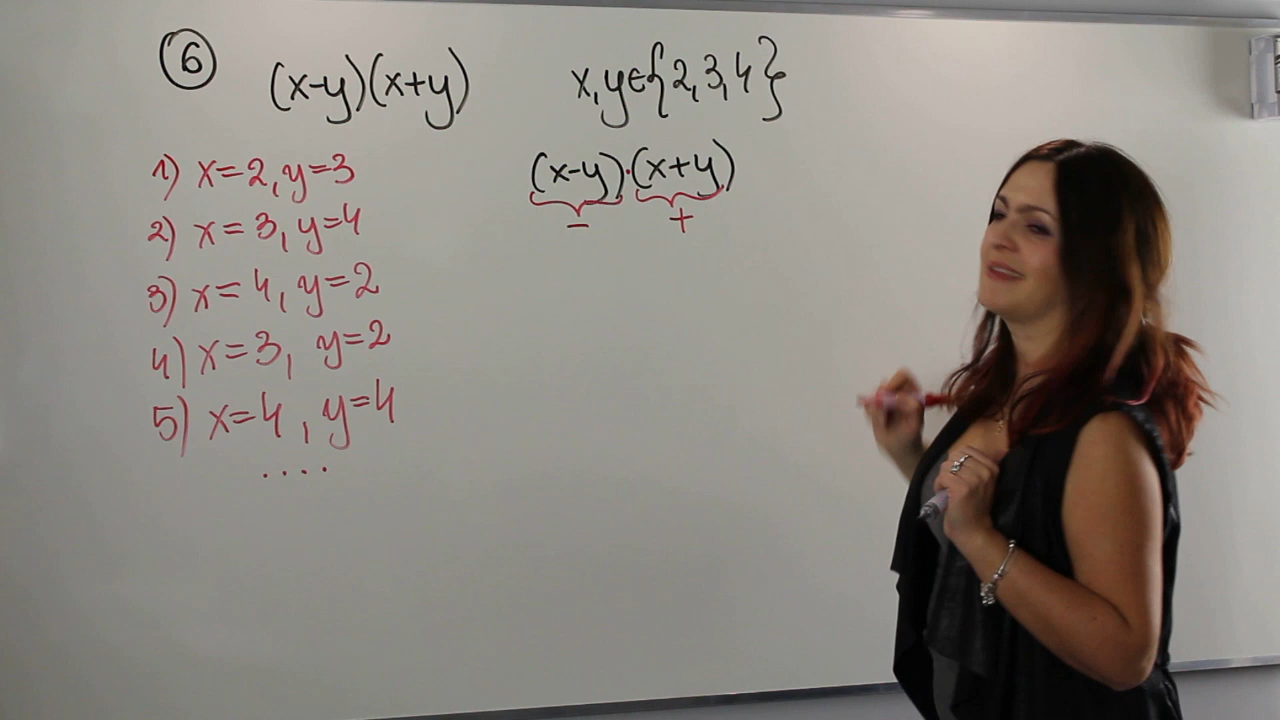 6 (x-y)(x+y) x,y∈{2,3,4}
1) x=2,y=3
2) x=3,y=4
3) x=4, y=2
4) x=3, y=2
5) x=4, y=4
....
(x-y)·(x+y)
- +